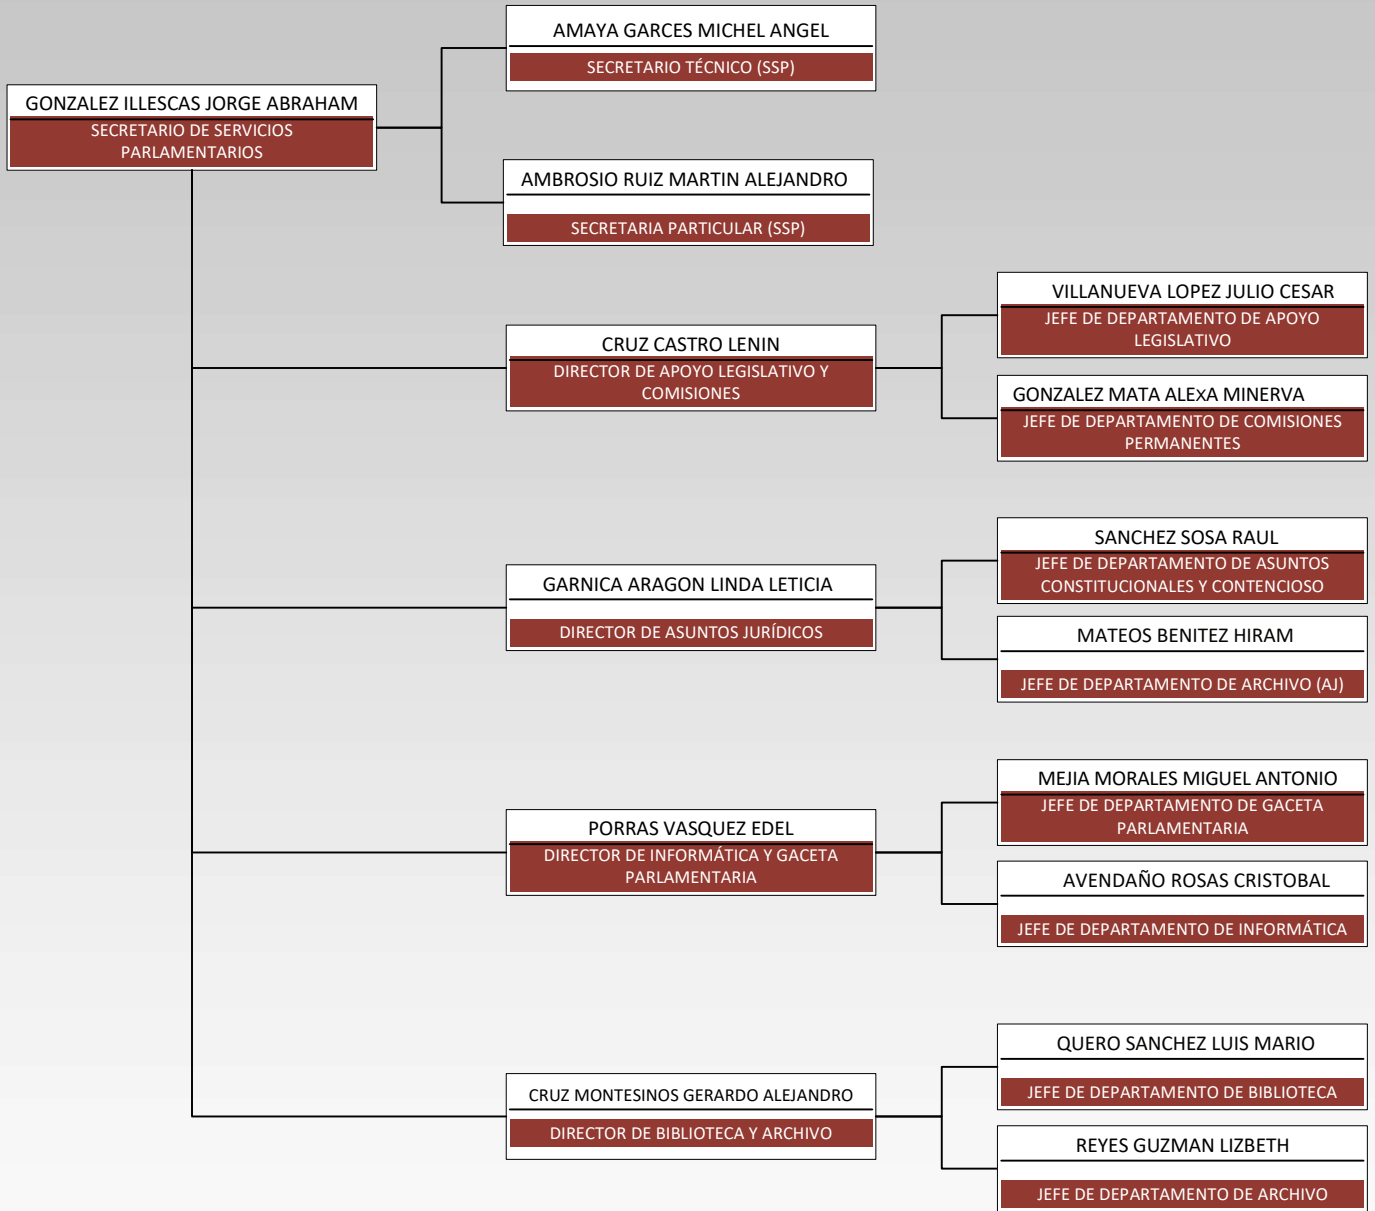 AMAYA GARCES MICHEL ANGEL
SECRETARIO TÉCNICO (SSP)
GONZALEZ ILLESCAS JORGE ABRAHAM
SECRETARIO DE SERVICIOS
PARLAMENTARIOS
AMBROSIO RUIZ MARTIN ALEJANDRO
SECRETARIA PARTICULAR (SSP)
CRUZ CASTRO LENIN
DIRECTOR DE APOYO LEGISLATIVO Y
COMISIONES
VILLANUEVA LOPEZ JULIO CESAR
JEFE DE DEPARTAMENTO DE APOYO
LEGISLATIVO
GONZALEZ MATA ALEXA MINERVA
JEFE DE DEPARTAMENTO DE COMISIONES
PERMANENTES
GARNICA ARAGON LINDA LETICIA
DIRECTOR DE ASUNTOS JURÍDICOS
SANCHEZ SOSA RAUL
JEFE DE DEPARTAMENTO DE ASUNTOS
CONSTITUCIONALES Y CONTENCIOSO
MATEOS BENITEZ HIRAM
JEFE DE DEPARTAMENTO DE ARCHIVO (AJ)
PORRAS VASQUEZ EDEL
DIRECTOR DE INFORMÁTICA Y GACETA
PARLAMENTARIA
MEJIA MORALES MIGUEL ANTONIO
JEFE DE DEPARTAMENTO DE GACETA
PARLAMENTARIA
AVENDAÑO ROSAS CRISTOBAL
JEFE DE DEPARTAMENTO DE INFORMÁTICA
CRUZ MONTESINOS GERARDO ALEJANDRO
DIRECTOR DE BIBLIOTECA Y ARCHIVO
QUERO SANCHEZ LUIS MARIO
JEFE DE DEPARTAMENTO DE BIBLIOTECA
REYES GUZMAN LIZBETH
JEFE DE DEPARTAMENTO DE ARCHIVO